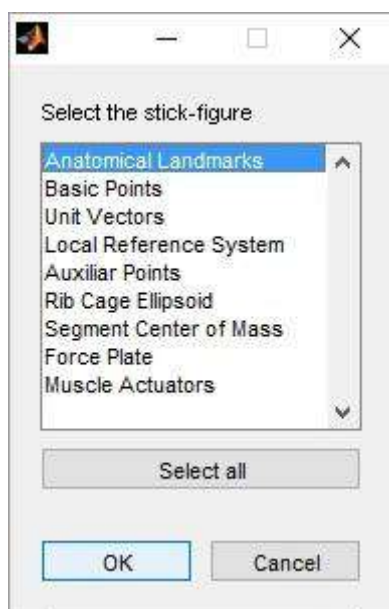 Select the stick-figure
Anatomical Landmarks
Basic Points
Unit Vectors
Local Reference System
Auxiliar Points
Rib Cage Ellipsoid
Segment Center of Mass
Force Plate
Muscle Actuators
Select all
OK Cancel